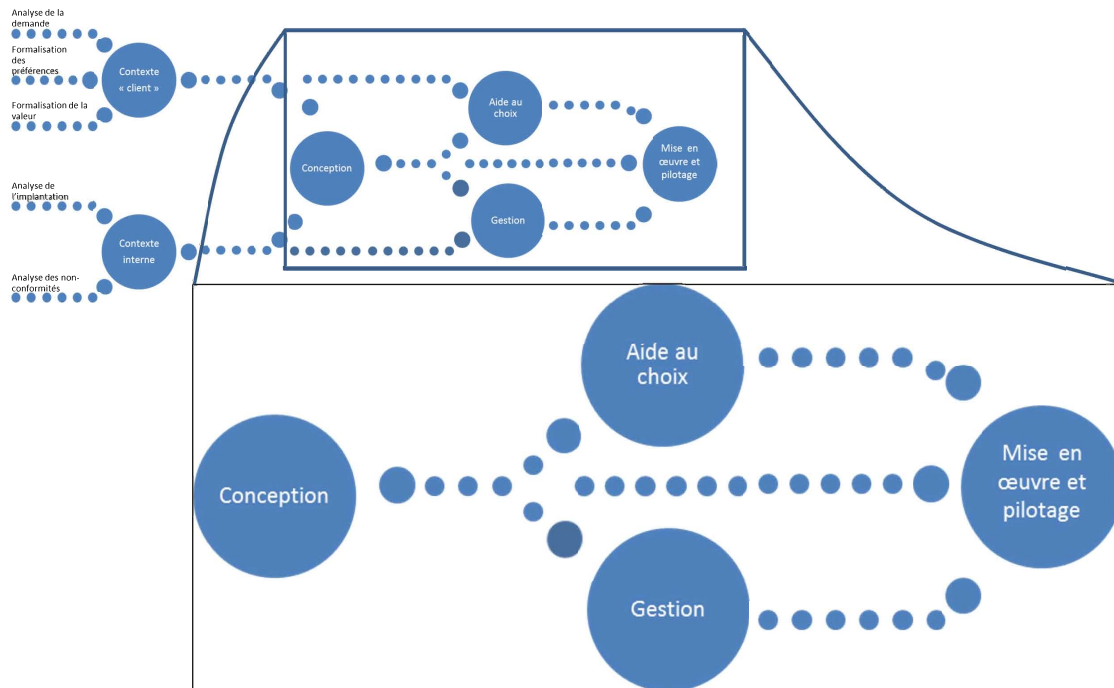 Analyse de la
demande
Formalisation
des
préférences
Formalisation de la
valeur
Contexte
« client »
Analyse de
l'implantation
Analyse des non-
conformités
Contexte
interne
Conception
Aide au
choix
Gestion
Mise en
œuvre et
pilotage
Conception
Aide au
choix
Gestion
Mise en
œuvre et
pilotage